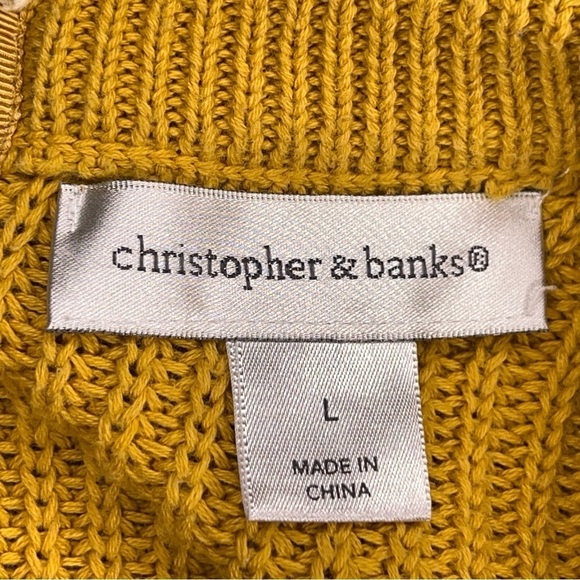 christopher & banks®
L
MADE IN
CHINA